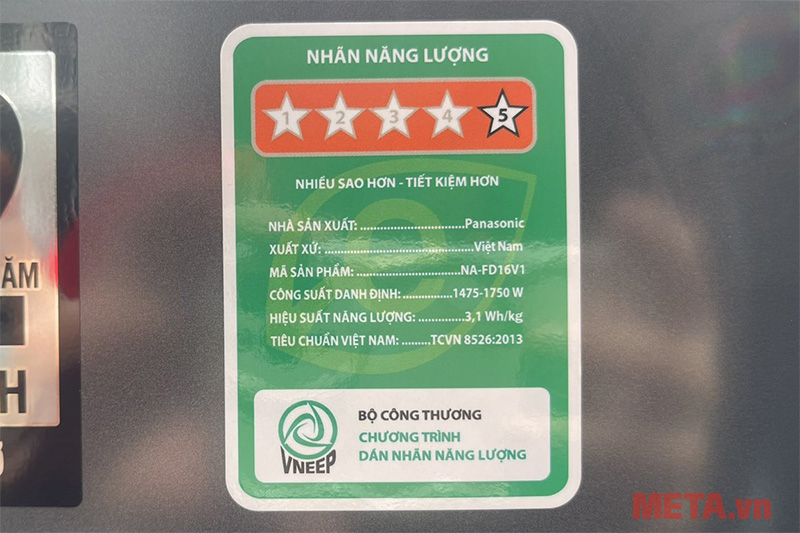 NHÃN NĂNG LƯỢNG
1 2 3 4 5
NHIỀU SAO HƠN - TIẾT KIỆM HƠN
NHÀ SẢN XUẤT: ..............................Panasonic
XUẤT XỨ: ..........................................Việt Nam
MÃ SẢN PHẨM: ..............................NA-FD16V1
CÔNG SUẤT DANH ĐỊNH: ...............1475-1750 W
HIỆU SUẤT NĂNG LƯỢNG: ..............3,1 Wh/kg
TIÊU CHUẨN VIỆT NAM: .........TCVN 8526:2013
VNEEP
BỘ CÔNG THƯƠNG
CHƯƠNG TRÌNH
DÁN NHÃN NĂNG LƯỢNG
ĂM
H
META.vn
META.vn